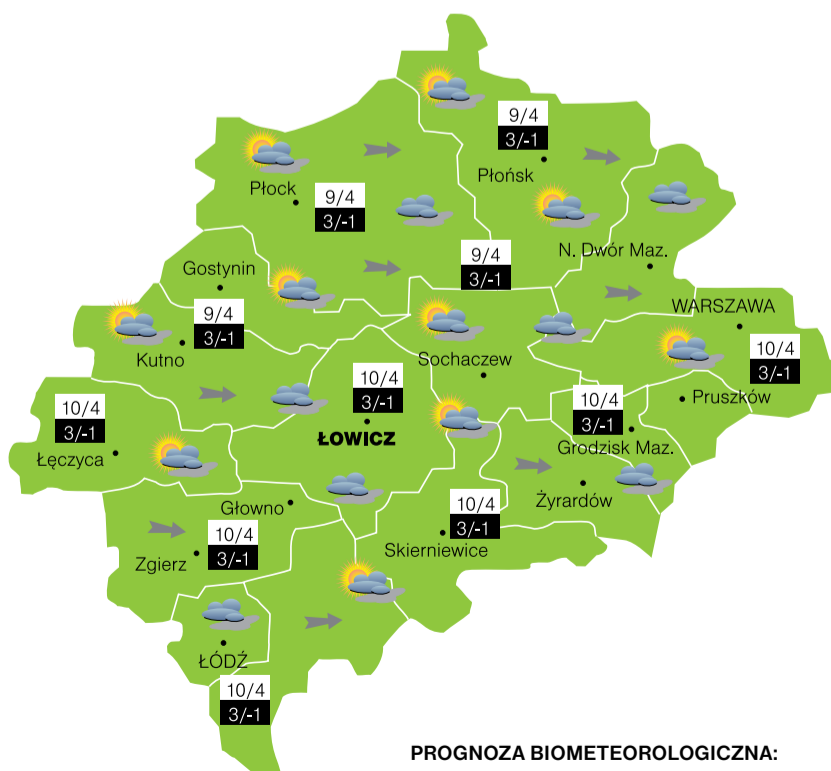 9/4
3/-1
Płońsk
Płock
9/4
3/-1
9/4
3/-1
N. Dwór Maz.
Gostynin
9/4
3/-1
Kutno
WARSZAWA
10/4
3/-1
Sochaczew
10/4
3/-1
ŁOWICZ
10/4
3/-1
Pruszków
Grodzisk Maz.
10/4
3/-1
Łęczyca
Żyrardów
Głowno
10/4
3/-1
Skierniewice
10/4
3/-1
Zgierz
ŁÓDŹ
10/4
3/-1
PROGNOZA BIOMETEOROLOGICZNA: